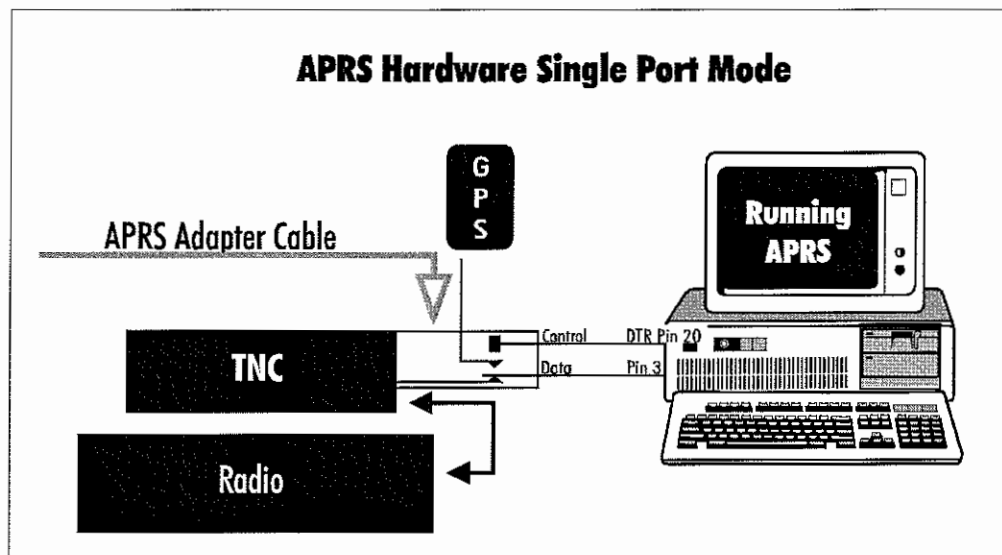 APRS Hardware Single Port Mode
G
P
S
APRS Adapter Cable
Running
APRS
Control DTR Pin 20
Data Pin 3
TNC
Radio